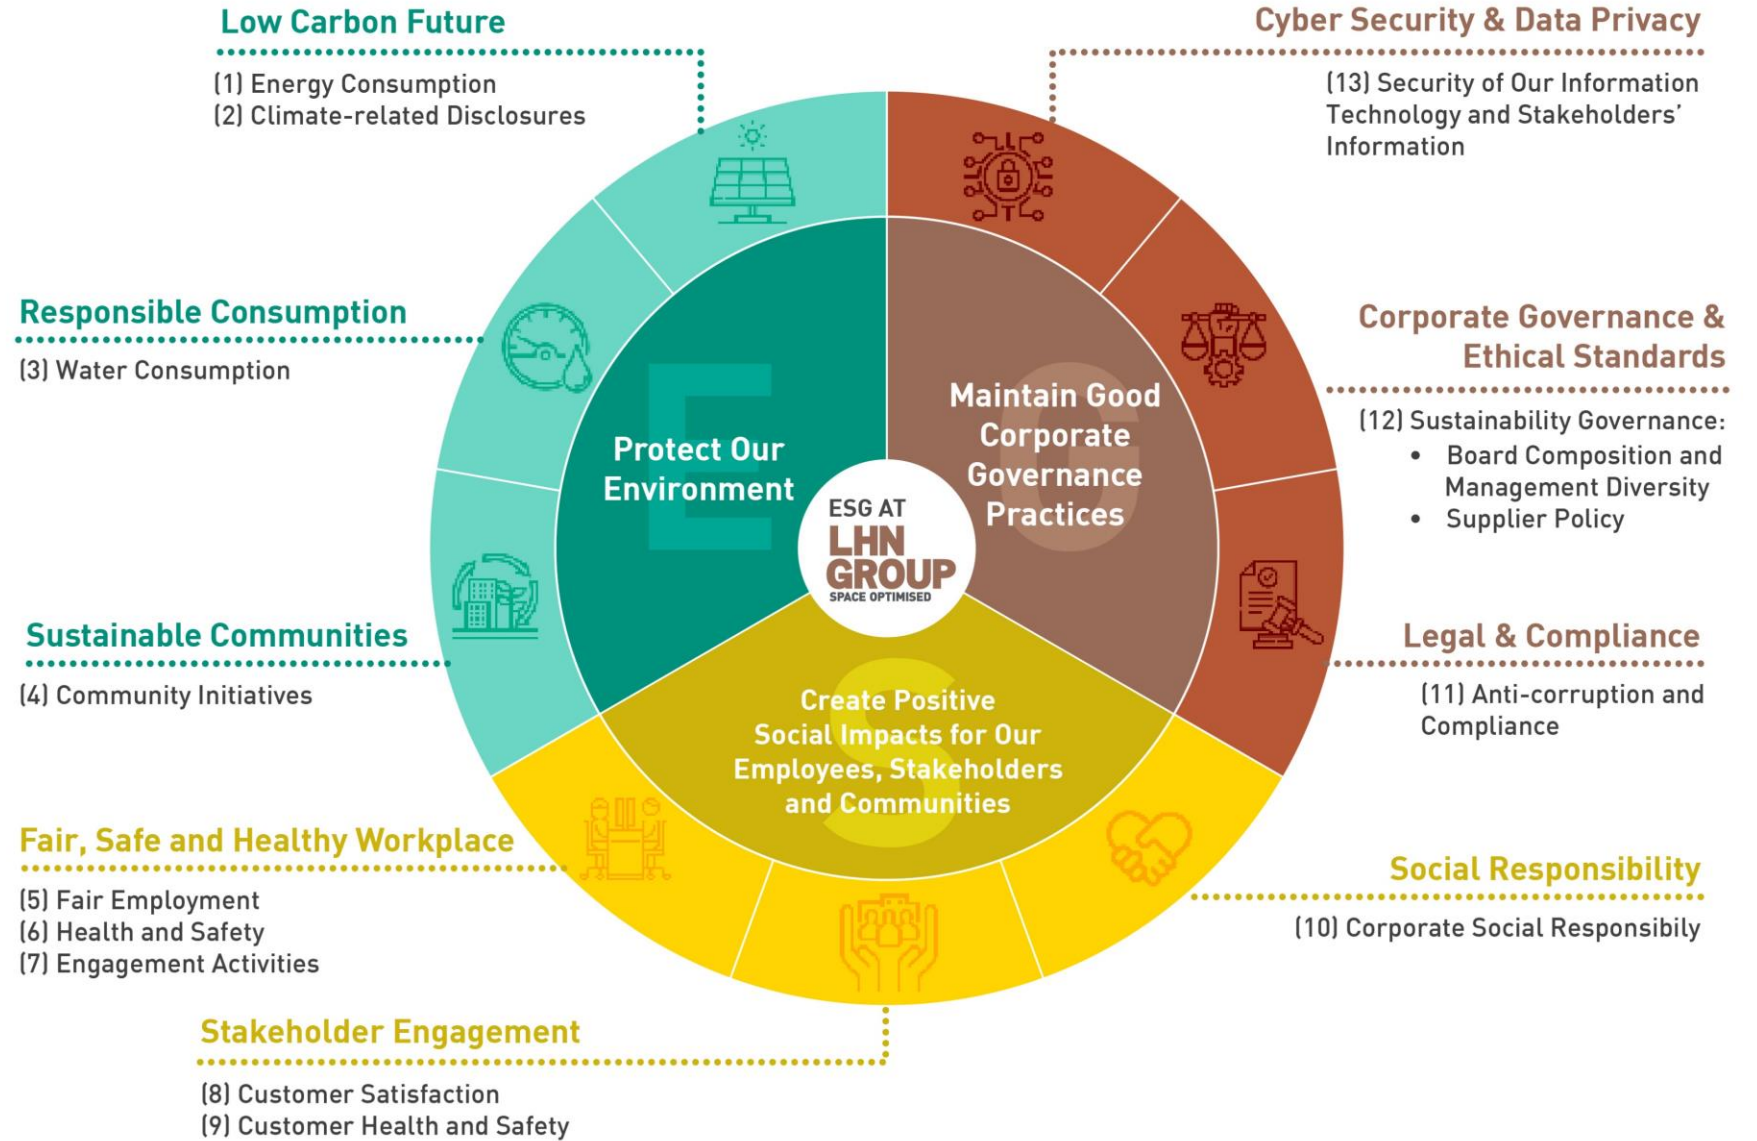 Low Carbon Future
(1) Energy Consumption
(2) Climate-related Disclosures
Responsible Consumption
(3) Water Consumption
Sustainable Communities
(4) Community Initiatives
Fair, Safe and Healthy Workplace
(5) Fair Employment
(6) Health and Safety
(7) Engagement Activities
Stakeholder Engagement
(8) Customer Satisfaction
(9) Customer Health and Safety
E
Protect Our
Environment
G
Maintain Good
Corporate
Governance
Practices
ESG AT
LHN
GROUP
SPACE OPTIMISED
S
Create Positive
Social Impacts for Our
Employees, Stakeholders
and Communities
Cyber Security & Data Privacy
(13) Security of Our Information
Technology and Stakeholders’
Information
Corporate Governance &
Ethical Standards
(12) Sustainability Governance:
• Board Composition and
Management Diversity
• Supplier Policy
Legal & Compliance
(11) Anti-corruption and
Compliance
Social Responsibility
(10) Corporate Social Responsibily